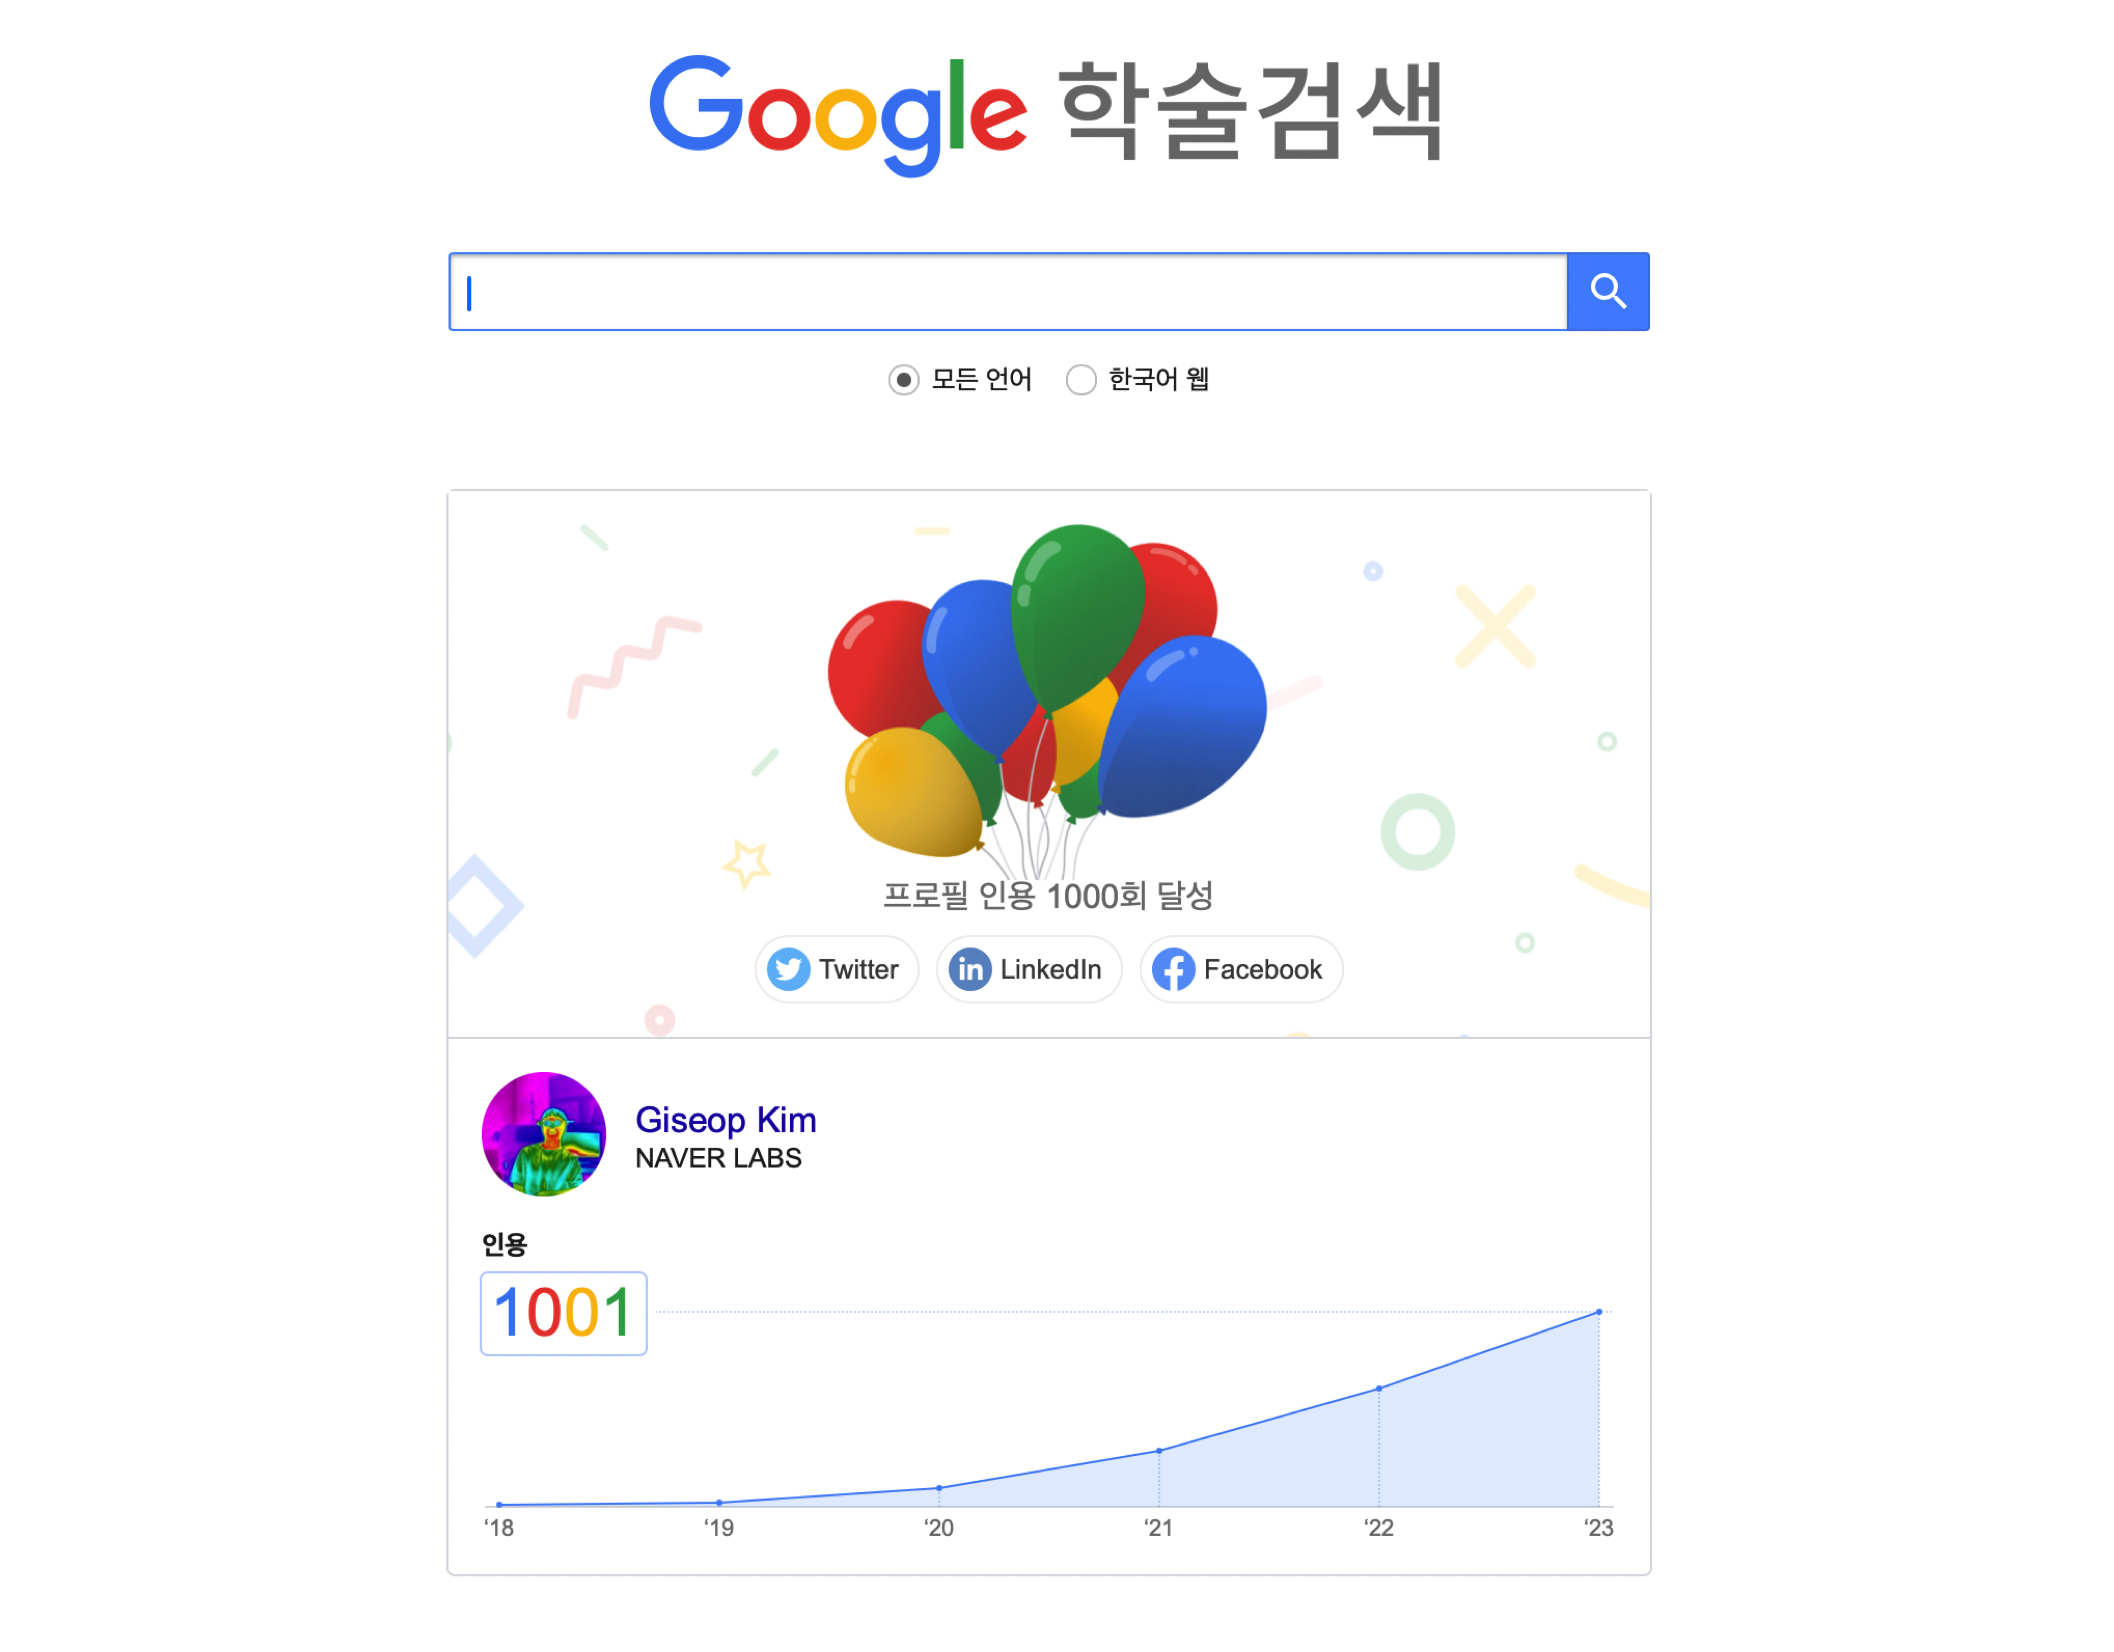 Google 학술검색
모든 언어 한국어 웹
프로필 인용 1000회 달성
Twitter LinkedIn Facebook
Giseop Kim
NAVER LABS
인용
1001
‘18 ‘19 ‘20 ‘21 ‘22 ‘23